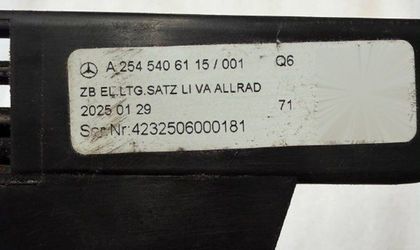 A 254 540 61 15 / 001 Q6
ZB EL.LTG.SATZ LI VA ALLRAD
2025 01 29 71
Ser.Nr:4232506000181